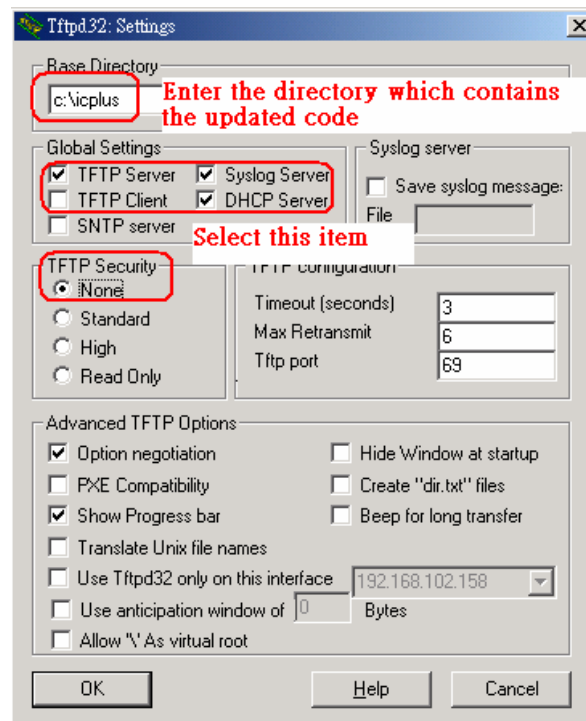 Tftpd32: Settings
Base Directory
c:\icplus
Enter the directory which contains
the updated code
Global Settings
TFTP Server
Syslog Server
TFTP Client
DHCP Server
SNTP server
Syslog server
Save syslog message:
File
Select this item
TFTP Security
None
Standard
High
Read Only
TFTP configuration
Timeout (seconds)
3
Max Retransmit
6
Tftp port
69
Advanced TFTP Options
Option negotiation
Hide Window at startup
PXE Compatibility
Create "dir.txt" files
Show Progress bar
Beep for long transfer
Translate Unix file names
Use Tftpd32 only on this interface
192.168.102.158
Use anticipation window of
0
Bytes
Allow '\' As virtual root
OK
Help
Cancel